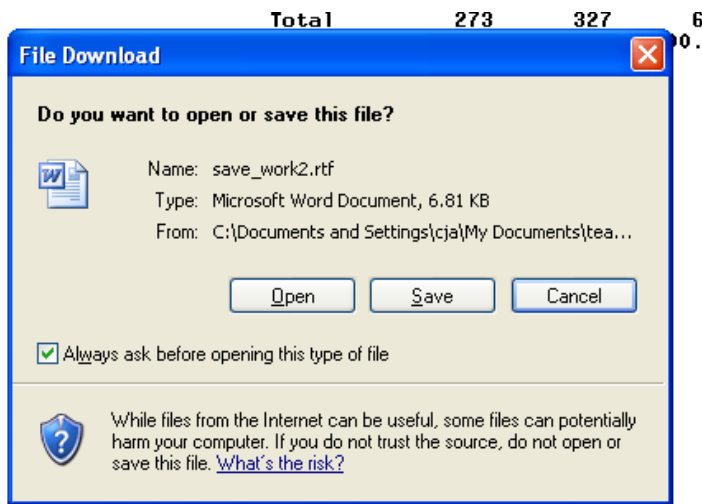 Total 273 327 6
00.
File Download
Do you want to open or save this file?
Name: save_work2.rtf
Type: Microsoft Word Document, 6.81 KB
From: C:\Documents and Settings\cja\My Documents\tea...
Open Save Cancel
Always ask before opening this type of file
While files from the Internet can be useful, some files can potentially
harm your computer. If you do not trust the source, do not open or
save this file. What's the risk?